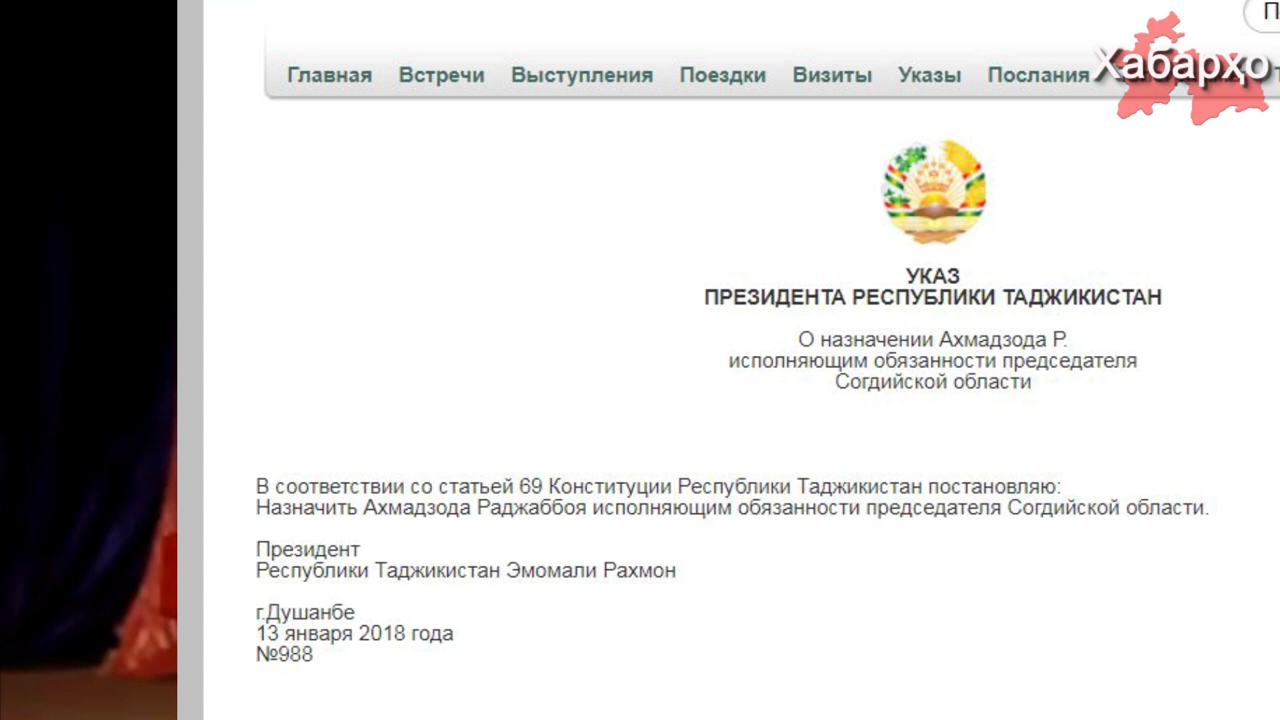 Главная Встречи Выступления Поездки Визиты Указы Послания
Хабарҳо
УКАЗ
ПРЕЗИДЕНТА РЕСПУБЛИКИ ТАДЖИКИСТАН
О назначении Ахмадзода Р.
исполняющим обязанности председателя
Согдийской области
В соответствии со статьей 69 Конституции Республики Таджикистан постановляю:
Назначить Ахмадзода Раджаббоя исполняющим обязанности председателя Согдийской области.
Президент
Республики Таджикистан Эмомали Рахмон
г.Душанбе
13 января 2018 года
№988